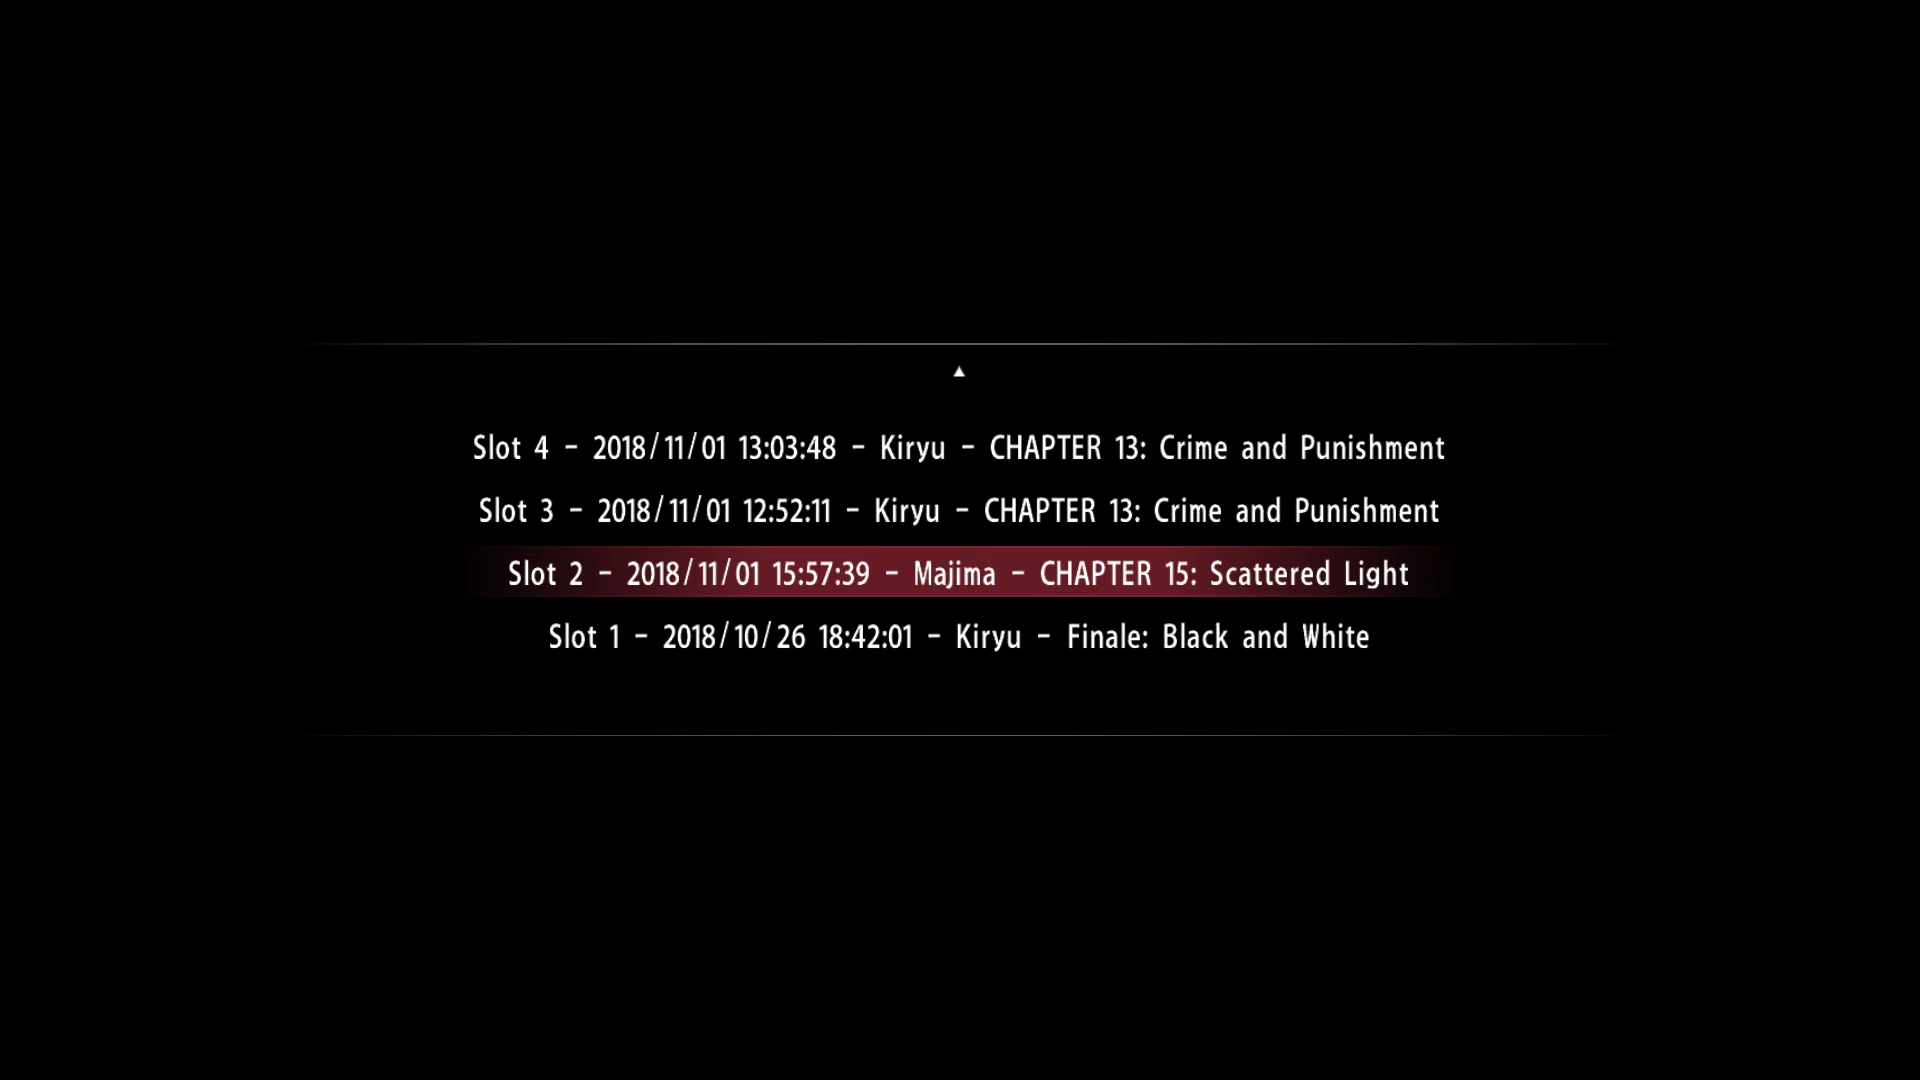 Slot 4 - 2018/11/01 13:03:48 - Kiryu - CHAPTER 13: Crime and Punishment
Slot 3 - 2018/11/01 12:52:11 - Kiryu - CHAPTER 13: Crime and Punishment
Slot 2 - 2018/11/01 15:57:39 - Majima - CHAPTER 15: Scattered Light
Slot 1 - 2018/10/26 18:42:01 - Kiryu - Finale: Black and White